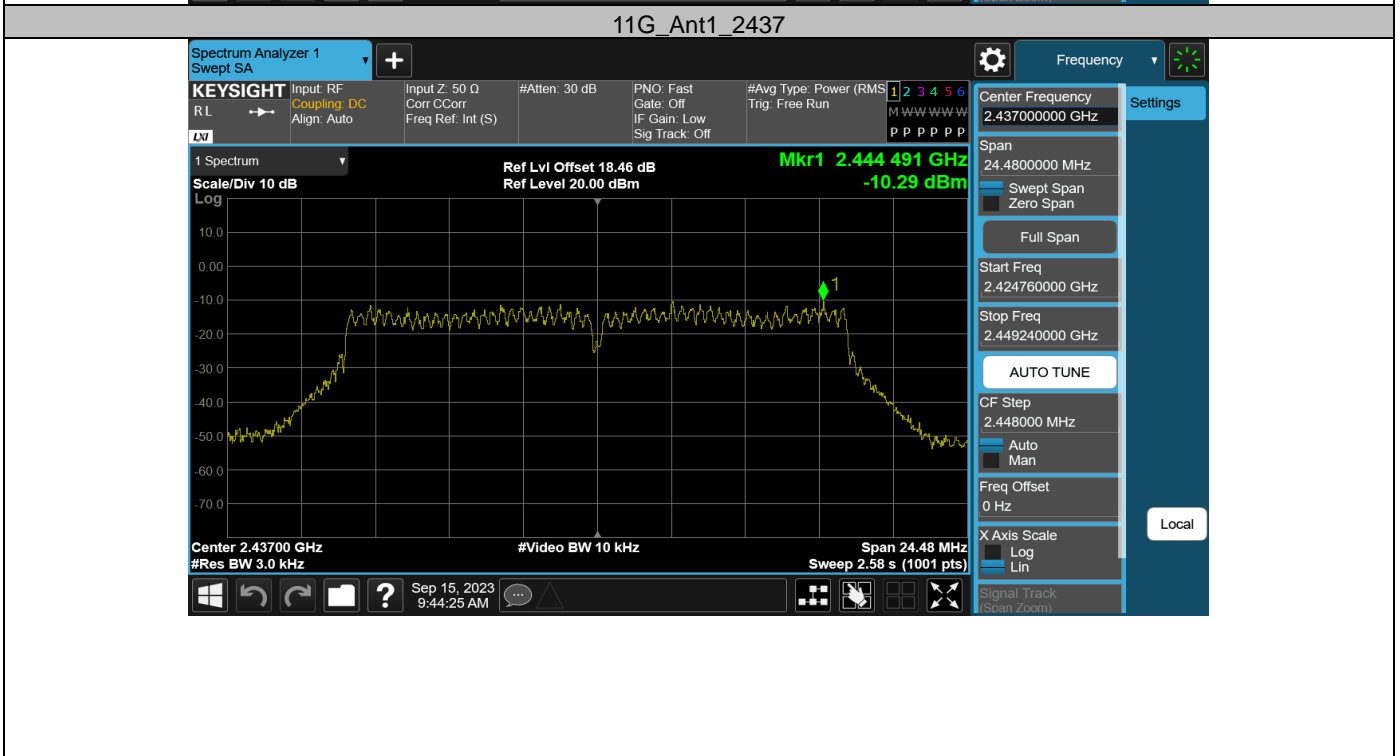 11G_Ant1_2437
Spectrum Analyzer 1
Swept SA
+
Frequency
KEYSIGHT
R L
LXI
Input: RF
Coupling: DC
Align: Auto
Input Z: 50 Ω
Corr CCorr
Freq Ref: Int (S)
#Atten: 30 dB
PNO: Fast
Gate: Off
IF Gain: Low
Sig Track: Off
#Avg Type: Power (RMS
Trig: Free Run
1 2 3 4 5 6
M W W W W W
P P P P P P
1 Spectrum
Scale/Div 10 dB
Ref Lvl Offset 18.46 dB
Ref Level 20.00 dBm
Mkr1 2.444 491 GHz
-10.29 dBm
Log
10.0
0.00
-10.0
-20.0
-30.0
-40.0
-50.0
-60.0
-70.0
1
Center 2.43700 GHz
#Res BW 3.0 kHz
#Video BW 10 kHz
Span 24.48 MHz
Sweep 2.58 s (1001 pts)
?
Sep 15, 2023
9:44:25 AM
Center Frequency
2.437000000 GHz
Settings
Span
24.4800000 MHz
Swept Span
Zero Span
Full Span
Start Freq
2.424760000 GHz
Stop Freq
2.449240000 GHz
AUTO TUNE
CF Step
2.448000 MHz
Auto
Man
Freq Offset
0 Hz
X Axis Scale
Log
Lin
Local
Signal Track
(Span Zoom)